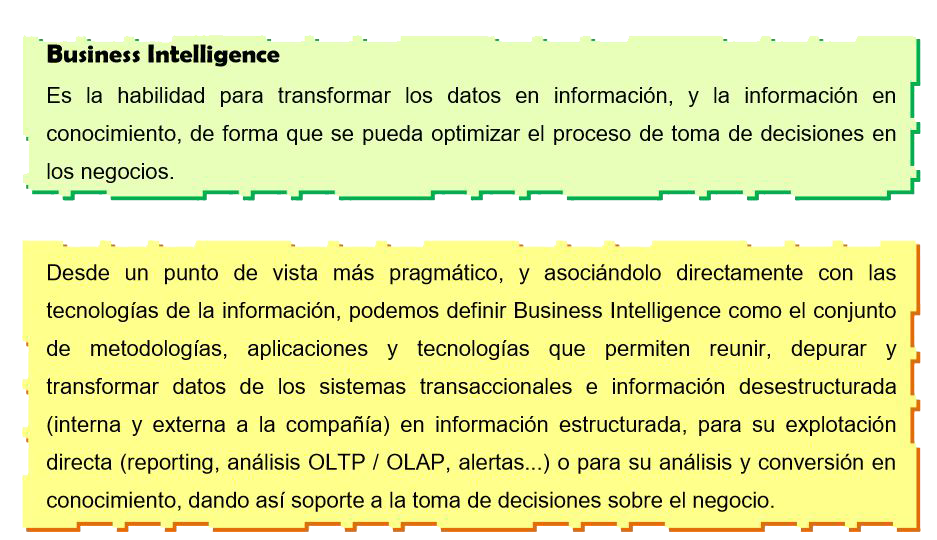 Business Intelligence
Es la habilidad para transformar los datos en información, y la información en
conocimiento, de forma que se pueda optimizar el proceso de toma de decisiones en
los negocios.
Desde un punto de vista más pragmático, y asociándolo directamente con las
tecnologías de la información, podemos definir Business Intelligence como el conjunto
de metodologías, aplicaciones y tecnologías que permiten reunir, depurar y
transformar datos de los sistemas transaccionales e información desestructurada
(interna y externa a la compañía) en información estructurada, para su explotación
directa (reporting, análisis OLTP / OLAP, alertas...) o para su análisis y conversión en
conocimiento, dando así soporte a la toma de decisiones sobre el negocio.